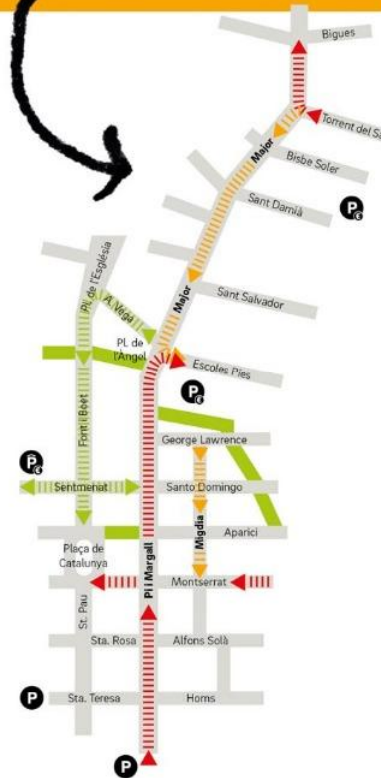 Bigues
Torrent del Sa
Major
Bisbe Soler
P€
Sant Damià
Pl. de l'Església
A. Vega
Major
Sant Salvador
Pl. de
l'Àngel
Escoles Pies
P€
Font i Boet
George Lawrence
P€
Sentmenat
Santo Domingo
Migdia
Aparici
Plaça de
Catalunya
Pi i Margall
Montserrat
St. Pau
Sta. Rosa
Alfons Solà
P
Sta. Teresa
Homs
P